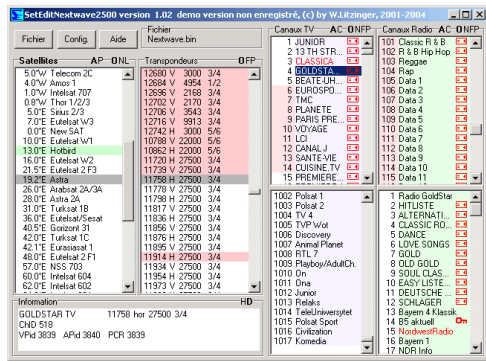 SetEditNextwave2500 version 1.02 demo version non enregistré, (c) by W.Litzinger, 2001-2004
Fichier Config. Aide
Fichier
Nextwave.bin
Satellites AP ONL
5.0°W Telecom 2C
4.0°W Amos 1
1.0°W Intelsat 707
0.8°W Thor 1/2/3
5.0°E Sirius 2/3
7.0°E Eutelsat W3
0.0°E New SAT
10.0°E Eutelsat W1
13.0°E Hotbird
16.0°E Eutelsat W2
21.5°E Eutelsat 2 F3
19.2°E Astra
26.0°E Arabsat 2A/3A
28.0°E Astra 2A
31.0°E Turksat 1B
36.0°E Eutelsat/Sesat
40.5°E Gorizont 31
42.0°E Turksat 1C
42.1°E Eurasiasat 1
48.0°E Eutelsat 2 F1
57.0°E NSS 703
60.0°E Intelsat 604
62.0°E Intelsat 602
Transpondeurs OFP
12680 V 3000 3/4
12684 V 4954 1/2
12696 V 2168 3/4
12702 V 2170 3/4
12706 V 3543 3/4
12716 V 9913 3/4
12742 H 3000 5/6
10788 V 22000 5/6
10862 H 22000 5/6
11719 H 27500 3/4
11739 V 27500 3/4
11758 H 27500 3/4
11778 V 27500 3/4
11798 H 27500 3/4
11817 V 27500 3/4
11836 H 27500 3/4
11856 V 27500 3/4
11876 H 27500 3/4
11895 V 27500 3/4
11914 H 27500 3/4
11934 V 27500 3/4
11954 H 27500 3/4
11973 V 27500 3/4
Canaux TV AC ONFP
1 JUNIOR
2 13 TH STR...
3 CLASSICA
4 GOLDSTA...
5 BEATE-UH...
6 EUROSPO...
7 TMC
8 PLANETE
9 PARIS PRE...
10 VOYAGE
11 LCI
12 CANAL J
13 SANTE-VIE
14 CUISINE.TV
15 PREMIERE...
1002 Polsat 1
1003 Polsat 2
1004 TV 4
1005 TVP Wot
1006 Discovery
1007 Animal Planet
1008 RTL 7
1009 Playboy/AdultCh.
1010 On
1011 Ona
1012 Junior
1013 Relaks
1014 TeleUniwersytet
1015 Polsat Sport
1016 Civilization
1017 Komedia
Canaux Radio AC ONFP
101 Classic R & B
102 R & B Hip Hop
103 Reggae
104 Rap
105 Data 1
106 Data 2
107 Data 3
108 Data 4
109 Data 5
110 Data 6
111 Data 7
112 Data 8
113 Data 9
114 Data 10
115 Data 11
1 Radio GoldStar
2 HITLISTE
3 ALTERNATI...
4 CLASSIC RO...
5 DANCE
6 LOVE SONGS
7 GOLD
8 OLD GOLD
9 SOUL CLAS...
10 EASY LISTE...
11 DEUTSCHE ...
12 SCHLAGER
13 Bayern 4 Klassik
14 B5 aktuell
15 NordwestRadio
16 Bayern 1
17 NDR Info
Information HD
GOLDSTAR TV 11758 hor 27500 3/4
CND 518
VPid 3839 APid 3840 PCR 3839